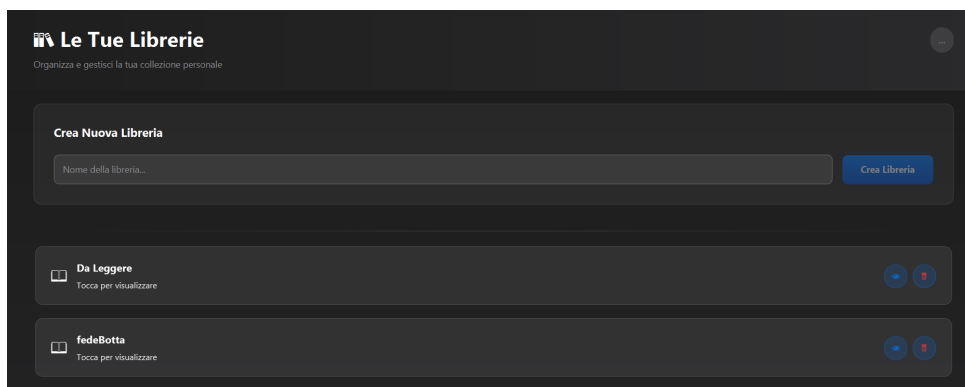 Le Tue Librerie
...
Organizza e gestisci la tua collezione personale
Crea Nuova Libreria
Nome della libreria...
Crea Libreria
Da Leggere
Tocca per visualizzare
fedeBotta
Tocca per visualizzare